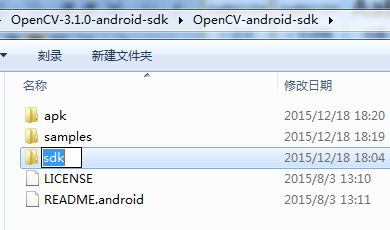 OpenCV-3.1.0-android-sdk OpenCV-android-sdk
刻录 新建文件夹
名称 修改日期
apk 2015/12/18 18:20
samples 2015/12/18 18:19
sdk 2015/12/18 18:04
LICENSE 2015/8/3 13:10
README.android 2015/8/3 13:11